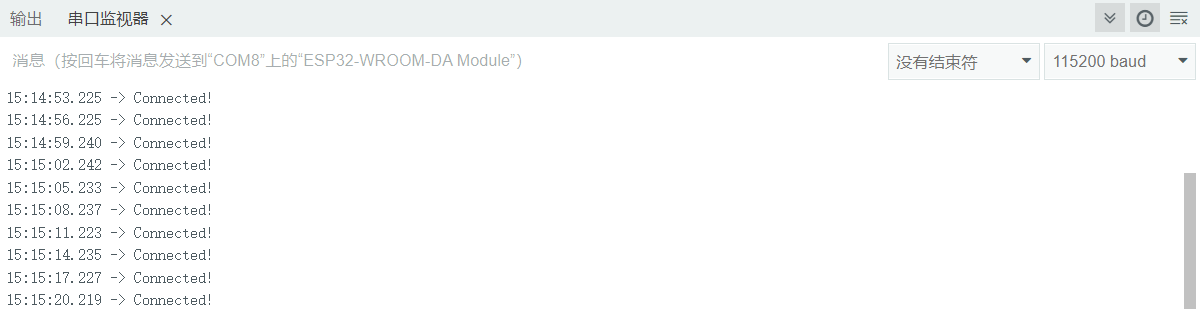 输出 串口监视器
消息（按回车将消息发送到“COM8”上的“ESP32-WROOM-DA Module”）
没有结束符 115200 baud
15:14:53.225 -> Connected!
15:14:56.225 -> Connected!
15:14:59.240 -> Connected!
15:15:02.242 -> Connected!
15:15:05.233 -> Connected!
15:15:08.237 -> Connected!
15:15:11.223 -> Connected!
15:15:14.235 -> Connected!
15:15:17.227 -> Connected!
15:15:20.219 -> Connected!